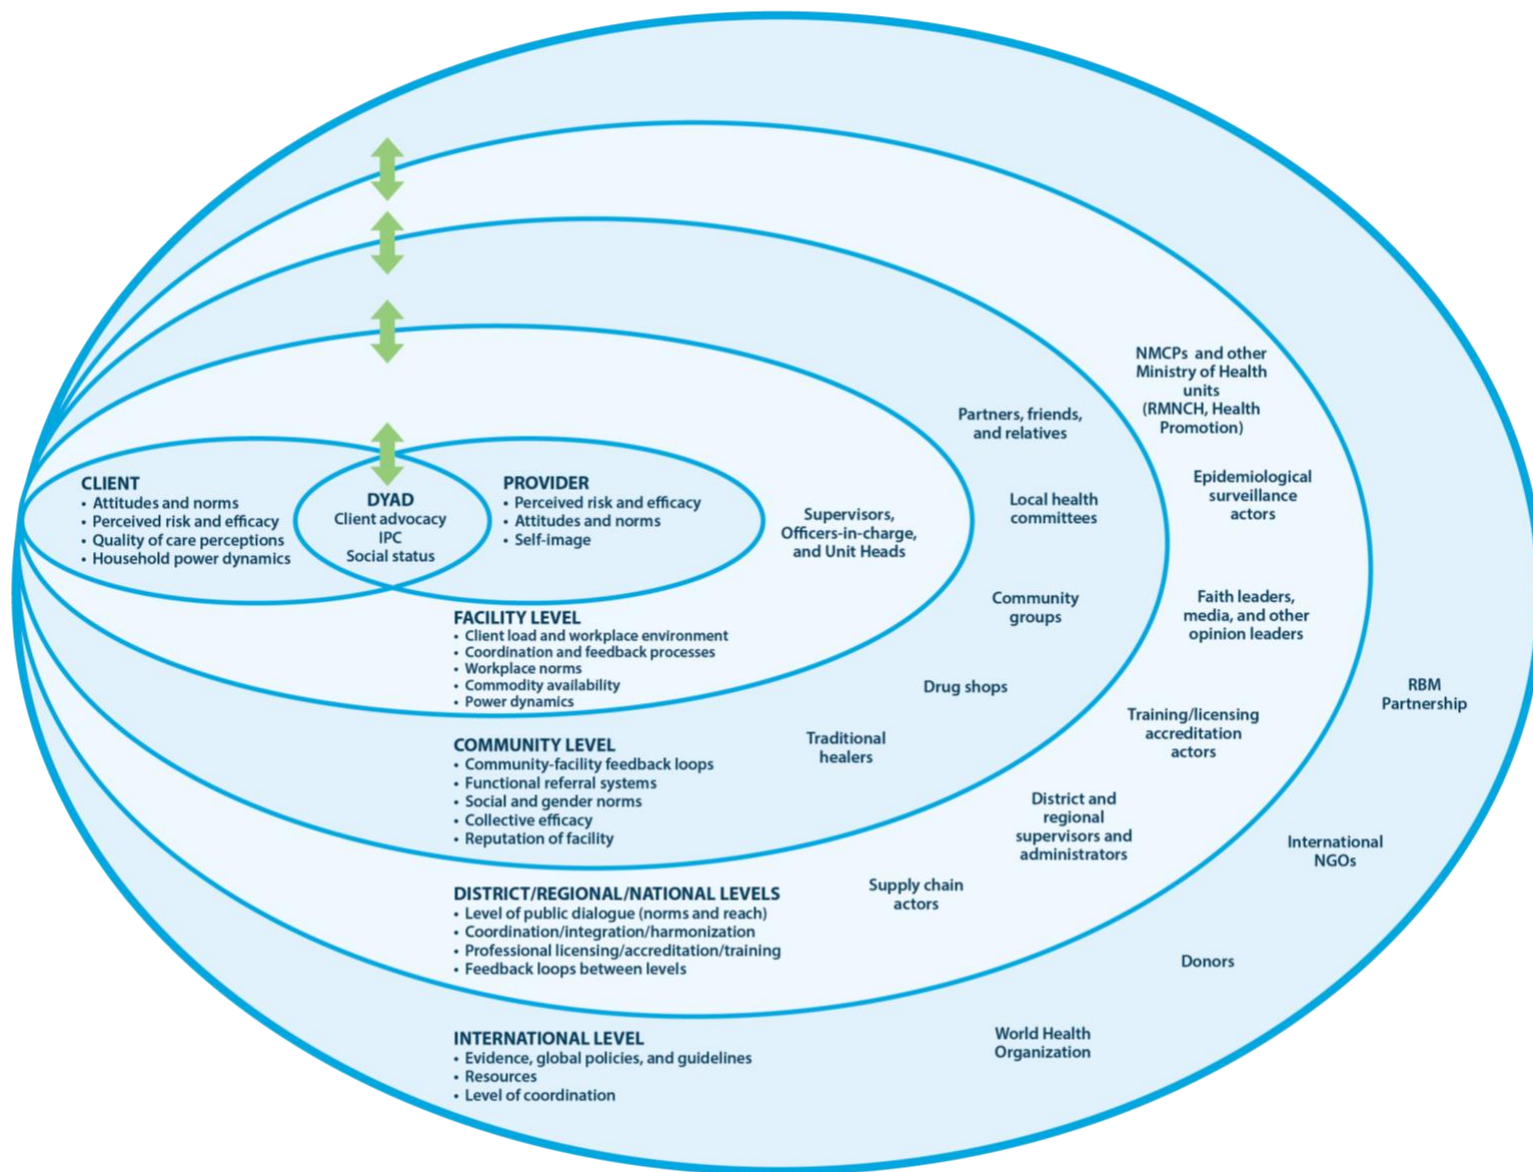 CLIENT
• Attitudes and norms
• Perceived risk and efficacy
• Quality of care perceptions
• Household power dynamics
DYAD
Client advocacy
IPC
Social status
PROVIDER
• Perceived risk and efficacy
• Attitudes and norms
• Self-image
Supervisors,
Officers-in-charge,
and Unit Heads
FACILITY LEVEL
• Client load and workplace environment
• Coordination and feedback processes
• Workplace norms
• Commodity availability
• Power dynamics
Partners, friends,
and relatives
Local health
committees
Community
groups
Drug shops
Traditional
healers
COMMUNITY LEVEL
• Community-facility feedback loops
• Functional referral systems
• Social and gender norms
• Collective efficacy
• Reputation of facility
NMCPs and other
Ministry of Health
units
(RMNCH, Health
Promotion)
Epidemiological
surveillance
actors
Faith leaders,
media, and other
opinion leaders
Training/licensing
accreditation
actors
District and
regional
supervisors and
administrators
Supply chain
actors
DISTRICT/REGIONAL/NATIONAL LEVELS
• Level of public dialogue (norms and reach)
• Coordination/integration/harmonization
• Professional licensing/accreditation/training
• Feedback loops between levels
RBM
Partnership
International
NGOs
Donors
World Health
Organization
INTERNATIONAL LEVEL
• Evidence, global policies, and guidelines
• Resources
• Level of coordination